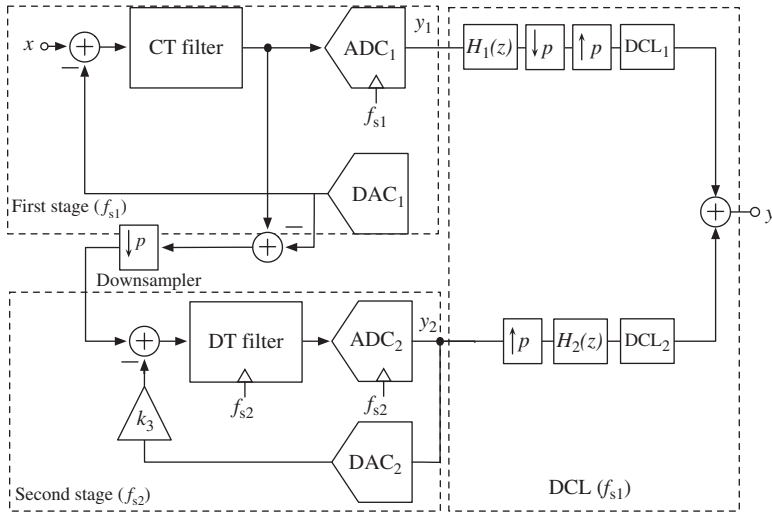 x
CT filter
ADC₁
y₁
fs1
DAC₁
First stage (fs1)
H₁(z)
↓p
↑p
DCL₁
↓p
Downsampler
y
DT filter
fs2
ADC₂
y₂
fs2
k₃
DAC₂
Second stage (fs2)
↑p
H₂(z)
DCL₂
DCL (fs1)